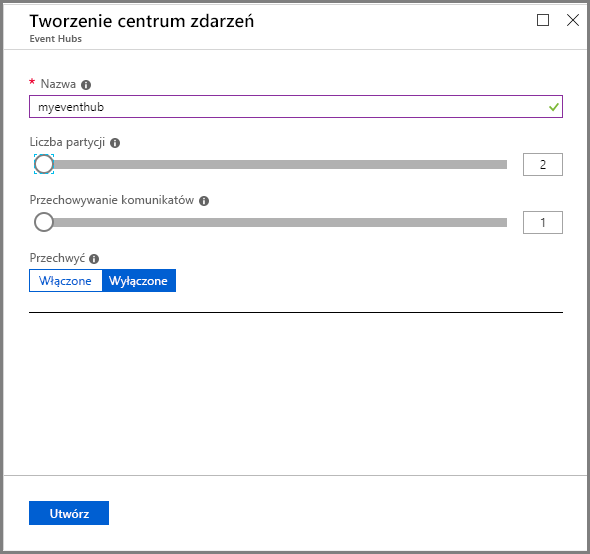 Tworzenie centrum zdarzeń
Event Hubs
* Nazwa
myeventhub
Liczba partycji
2
Przechowywanie komunikatów
1
Przechwyć
Włączone Wyłączone
Utwórz